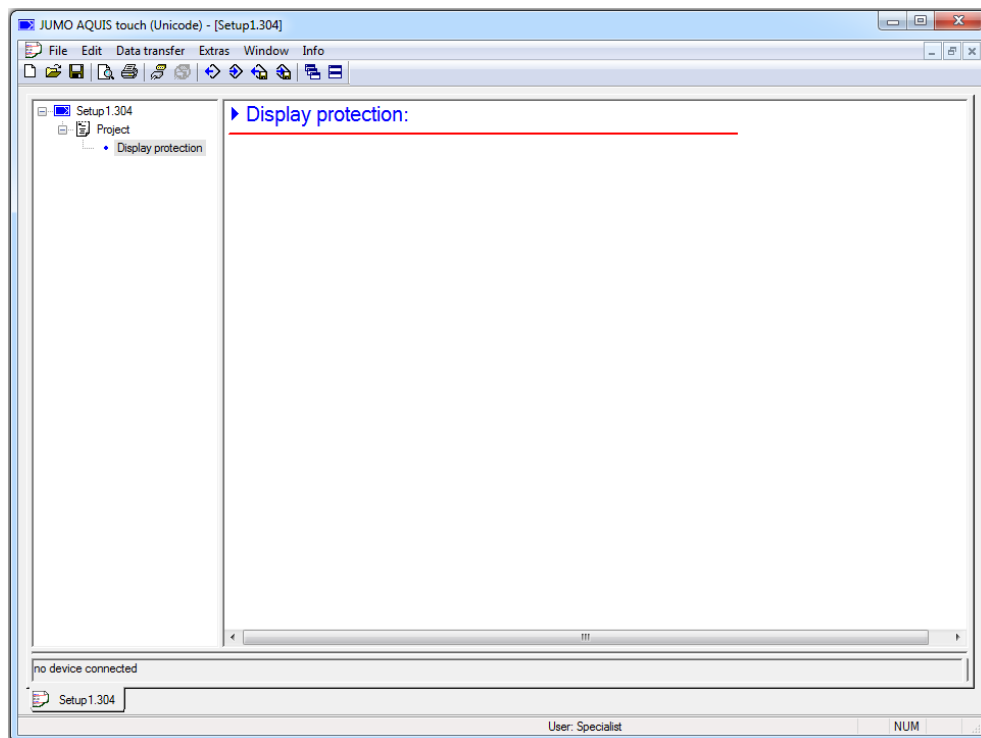 JUMO AQUIS touch (Unicode) - [Setup1.304]
File Edit Data transfer Extras Window Info
Setup1.304
Project
Display protection
Display protection:
no device connected
Setup1.304
User: Specialist NUM